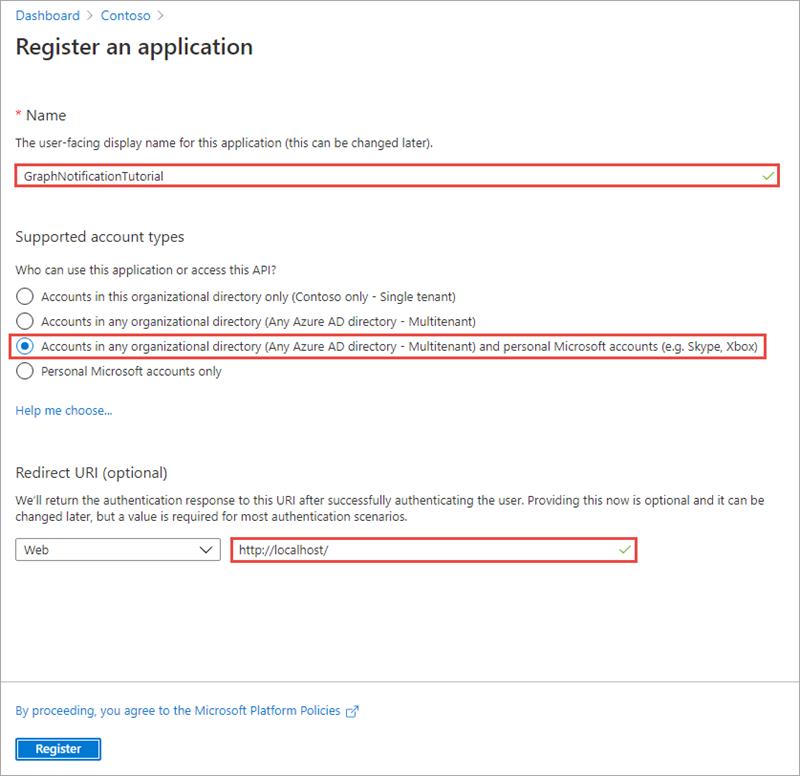 Dashboard > Contoso >
Register an application
* Name
The user-facing display name for this application (this can be changed later).
GraphNotificationTutorial
Supported account types
Who can use this application or access this API?
Accounts in this organizational directory only (Contoso only - Single tenant)
Accounts in any organizational directory (Any Azure AD directory - Multitenant)
Accounts in any organizational directory (Any Azure AD directory - Multitenant) and personal Microsoft accounts (e.g. Skype, Xbox)
Personal Microsoft accounts only
Help me choose...
Redirect URI (optional)
We'll return the authentication response to this URI after successfully authenticating the user. Providing this now is optional and it can be
changed later, but a value is required for most authentication scenarios.
Web http://localhost/
By proceeding, you agree to the Microsoft Platform Policies
Register